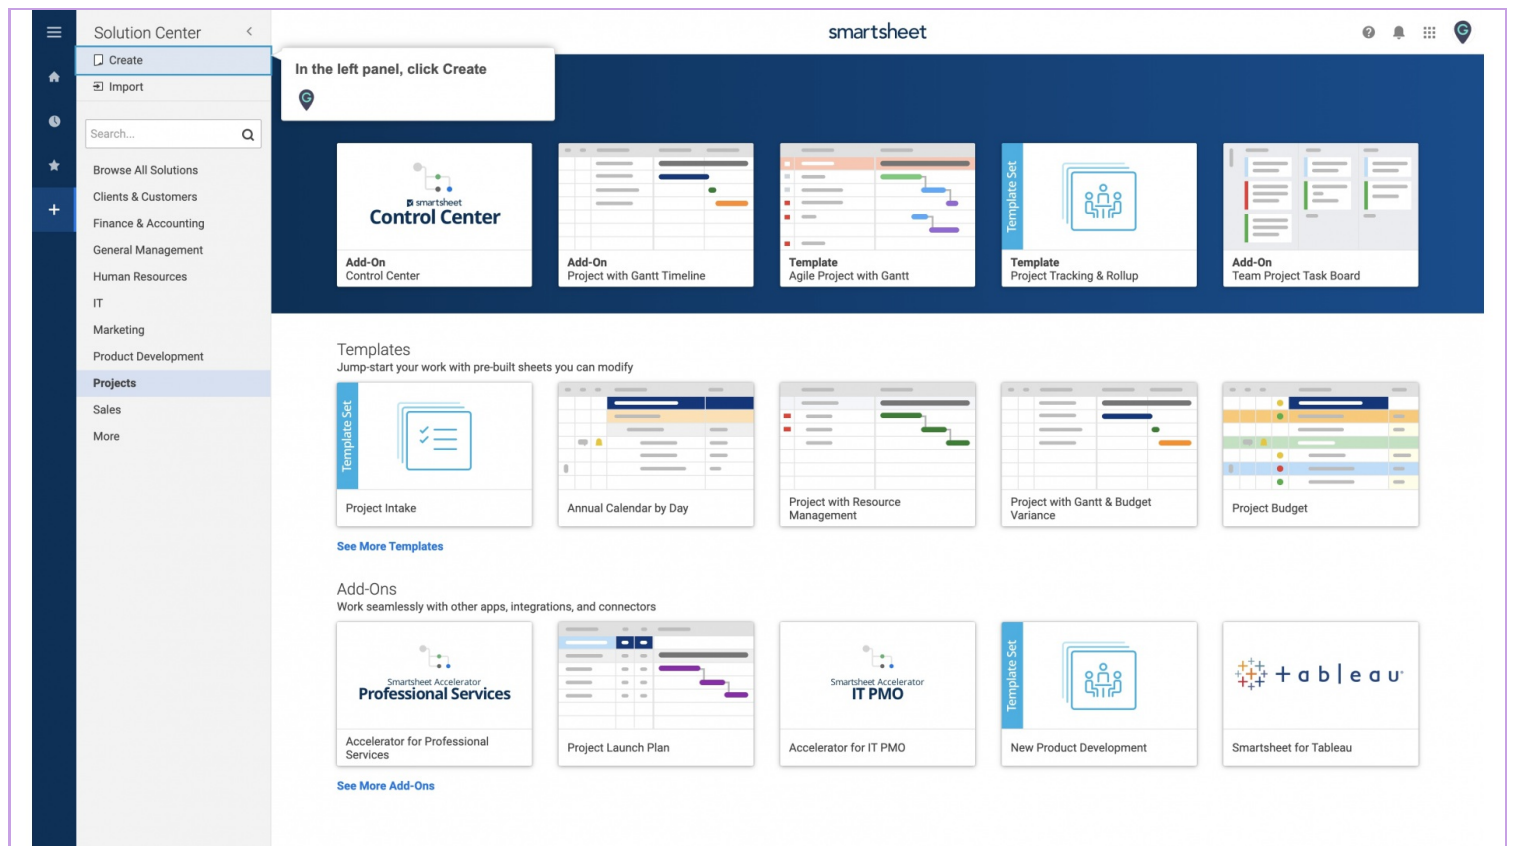 Solution Center
Create
Import
Search...
Browse All Solutions
Clients & Customers
Finance & Accounting
General Management
Human Resources
IT
Marketing
Product Development
Projects
Sales
More
smartsheet
In the left panel, click Create
G
G
smartsheet
Control Center
Add-On
Control Center
Add-On
Project with Gantt Timeline
Template
Agile Project with Gantt
Template Set
Template
Project Tracking & Rollup
Add-On
Team Project Task Board
Templates
Jump-start your work with pre-built sheets you can modify
Template Set
Project Intake
Annual Calendar by Day
Project with Resource
Management
Project with Gantt & Budget
Variance
Project Budget
See More Templates
Add-Ons
Work seamlessly with other apps, integrations, and connectors
Smartsheet Accelerator
Professional Services
Accelerator for Professional
Services
Project Launch Plan
Smartsheet Accelerator
IT PMO
Accelerator for IT PMO
Template Set
New Product Development
+ableau
Smartsheet for Tableau
See More Add-Ons